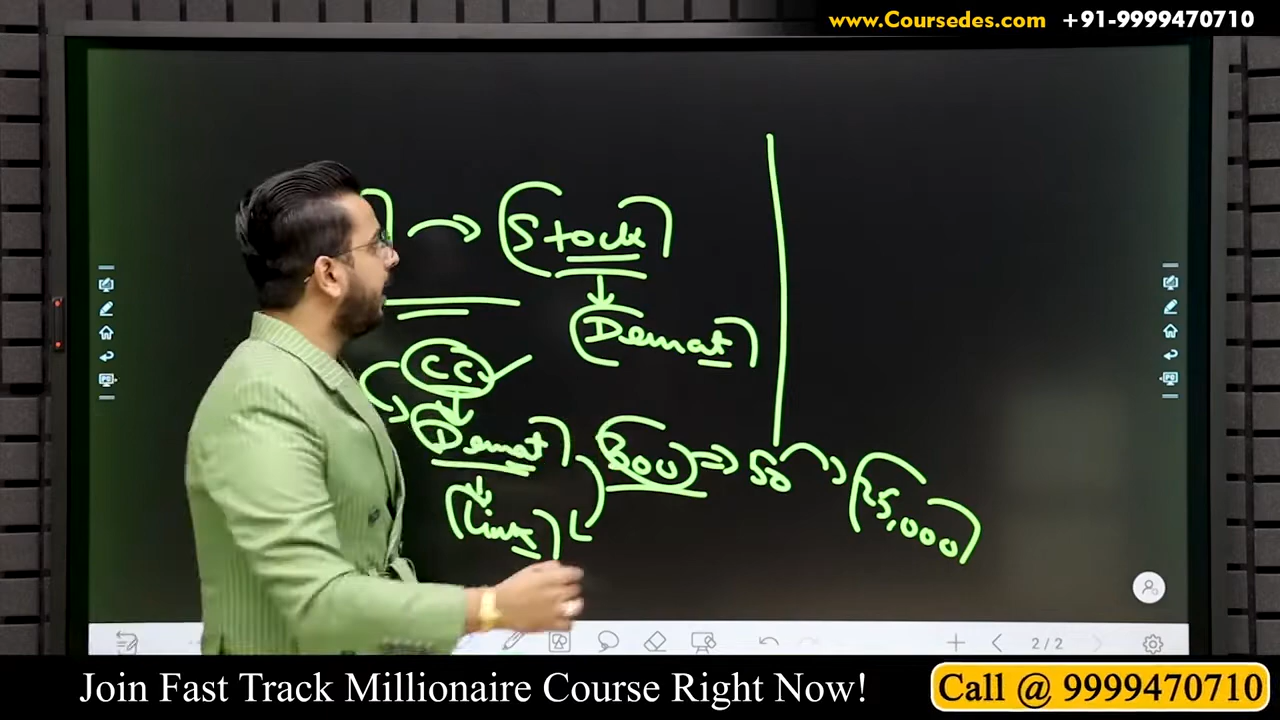 www.Coursedes.com +91-9999470710
Stock
Demat
CC
Demat
500 50
25,000
Link
2/2
Join Fast Track Millionaire Course Right Now!
Call @ 9999470710